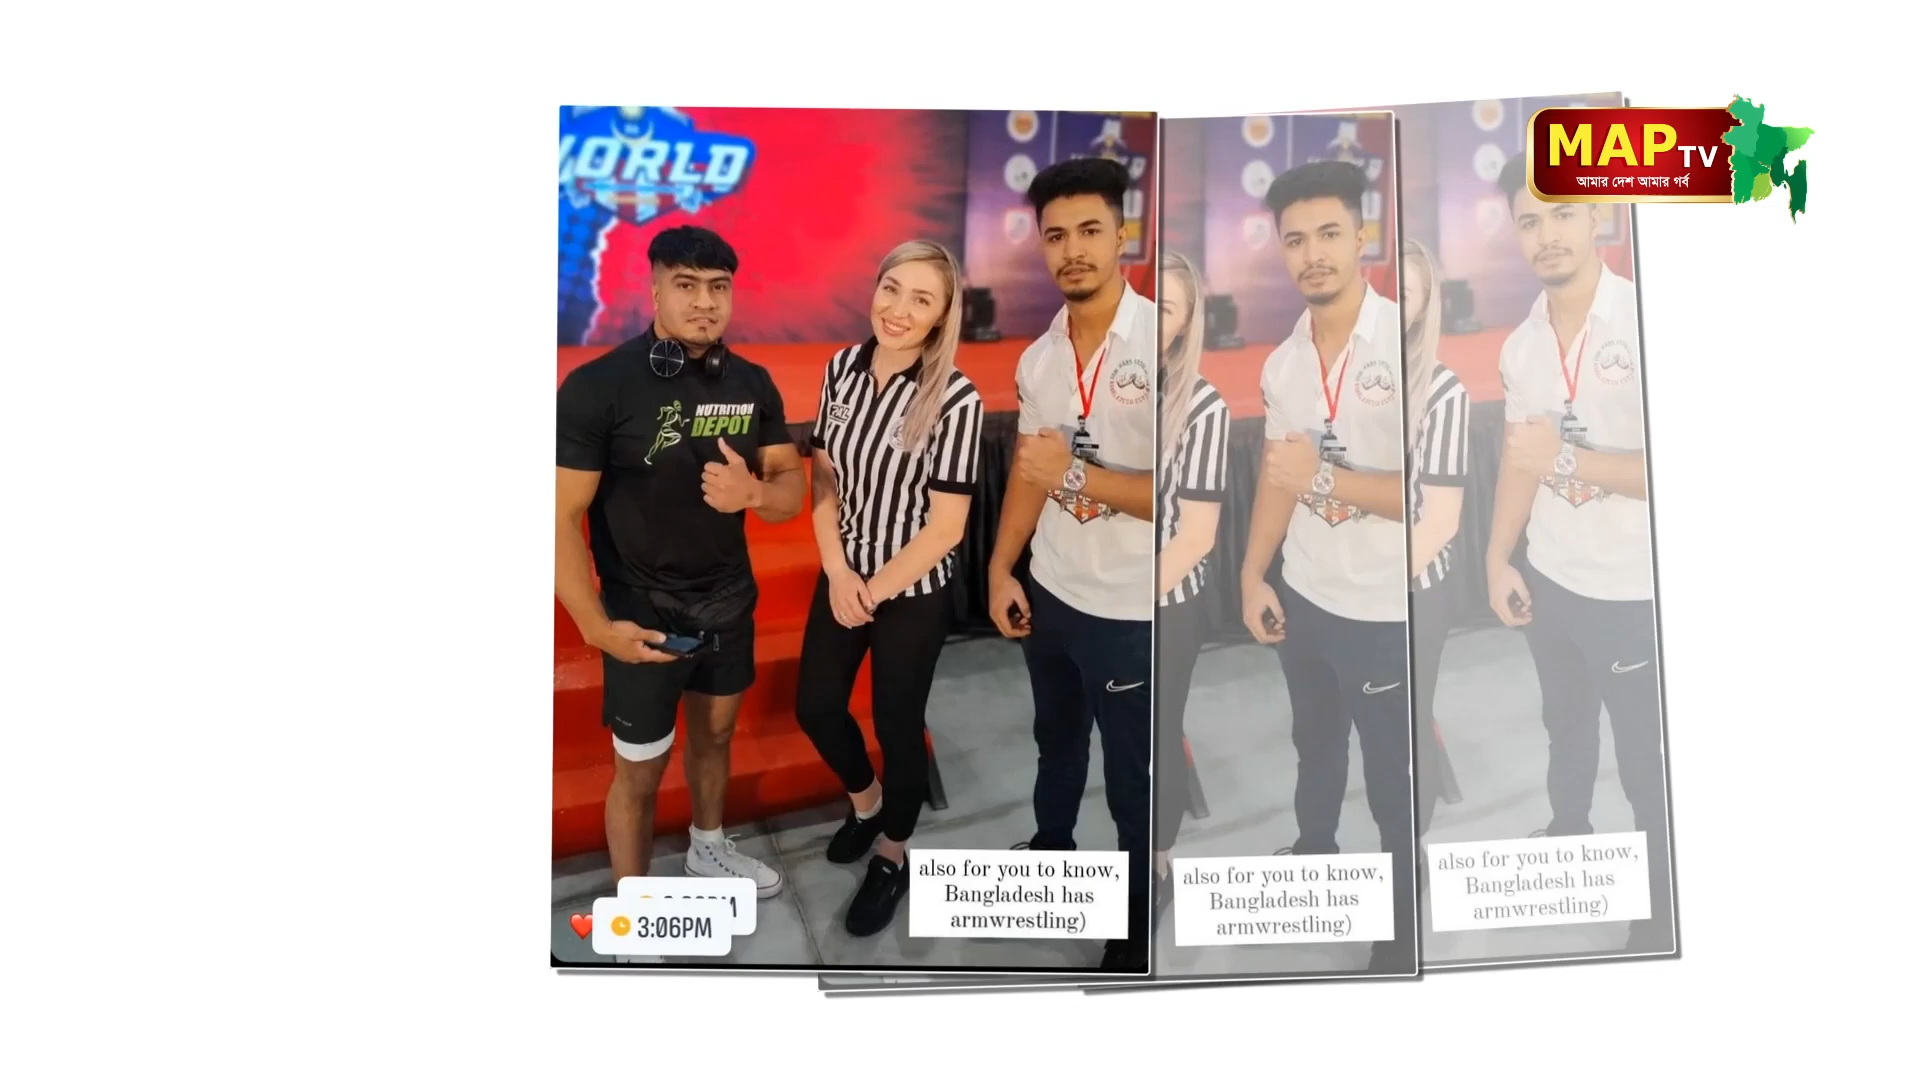 WORLD
MAP TV
আমার দেশ আমার গর্ব
NUTRITION
DEPOT
PAL
also for you to know,
Bangladesh has
armwrestling)
also for you to know,
Bangladesh has
armwrestling)
also for you to know,
Bangladesh has
armwrestling)
3:06PM